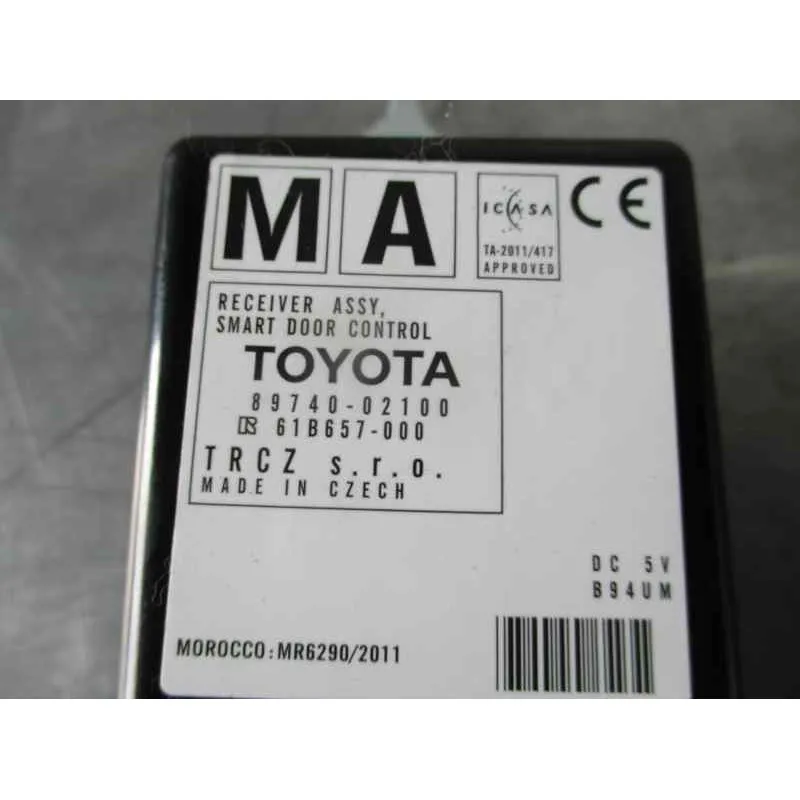 M A
ICASA
TA-2011/417
APPROVED
CE
RECEIVER ASSY,
SMART DOOR CONTROL
TOYOTA
89740-02100
61B657-000
TRCZ s.r.o.
MADE IN CZECH
DC 5V
B94UM
MOROCCO:MR6290/2011